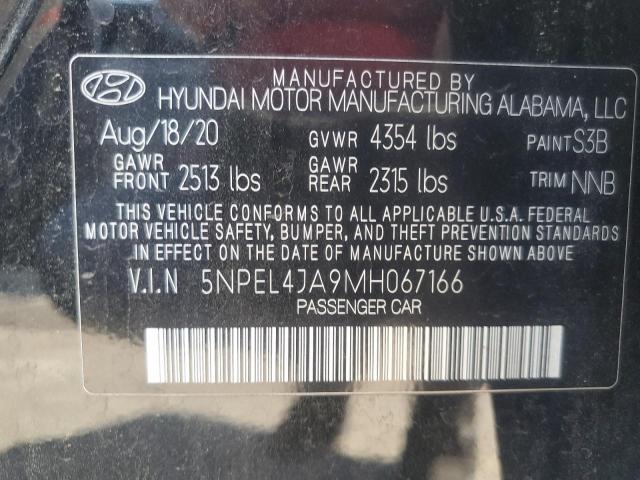 MANUFACTURED BY
HYUNDAI MOTOR MANUFACTURING ALABAMA, LLC
Aug/18/20 GVWR 4354 lbs PAINT S3B
GAWR FRONT 2513 lbs GAWR REAR 2315 lbs TRIM NNB
THIS VEHICLE CONFORMS TO ALL APPLICABLE U.S.A. FEDERAL
MOTOR VEHICLE SAFETY, BUMPER, AND THEFT PREVENTION STANDARDS
IN EFFECT ON THE DATE OF MANUFACTURE SHOWN ABOVE.
V.I.N 5NPEL4JA9MH067166
PASSENGER CAR